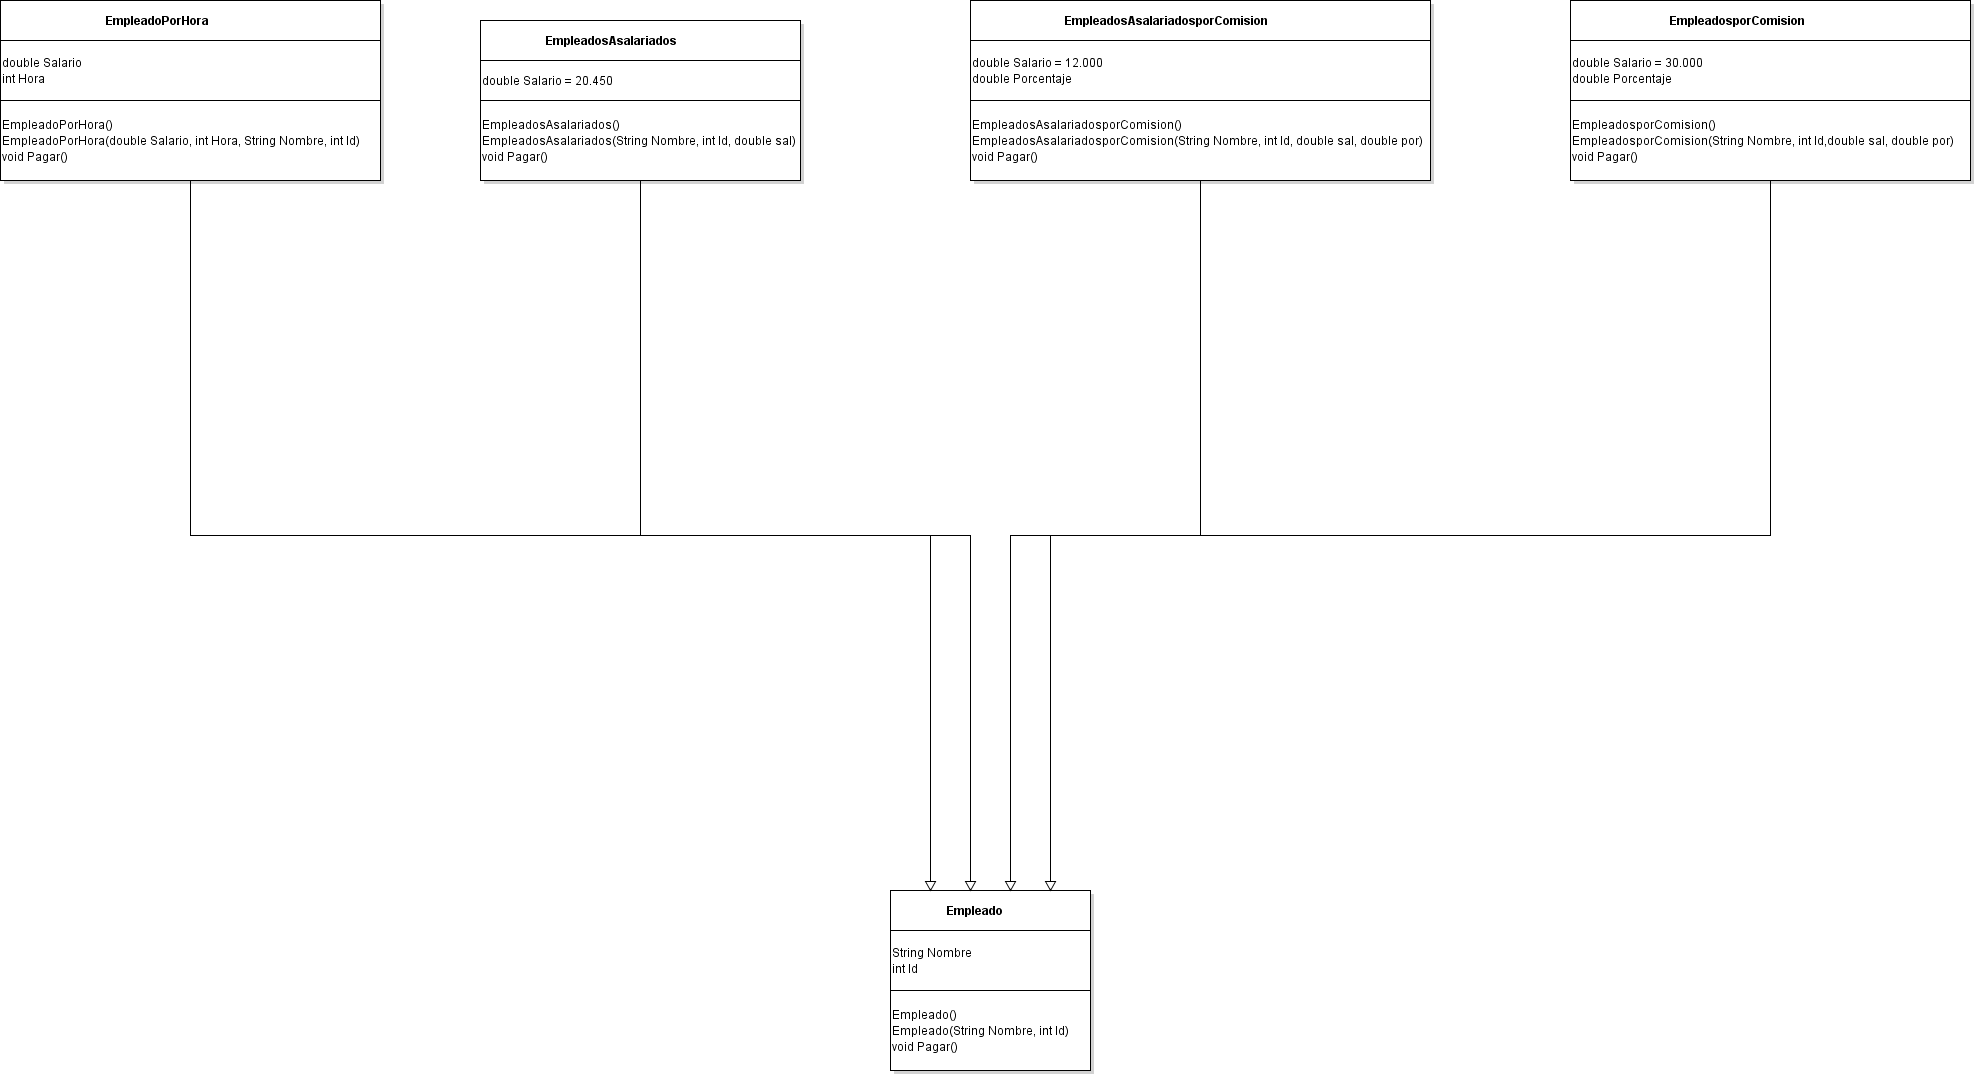 EmpleadoPorHora
double Salario
int Hora
EmpleadoPorHora()
EmpleadoPorHora(double Salario, int Hora, String Nombre, int Id)
void Pagar()
EmpleadosAsalariados
double Salario = 20.450
EmpleadosAsalariados()
EmpleadosAsalariados(String Nombre, int Id, double sal)
void Pagar()
EmpleadosAsalariadosporComision
double Salario = 12.000
double Porcentaje
EmpleadosAsalariadosporComision()
EmpleadosAsalariadosporComision(String Nombre, int Id, double sal, double por)
void Pagar()
EmpleadosporComision
double Salario = 30.000
double Porcentaje
EmpleadosporComision()
EmpleadosporComision(String Nombre, int Id,double sal, double por)
void Pagar()
Empleado
String Nombre
int Id
Empleado()
Empleado(String Nombre, int Id)
void Pagar()